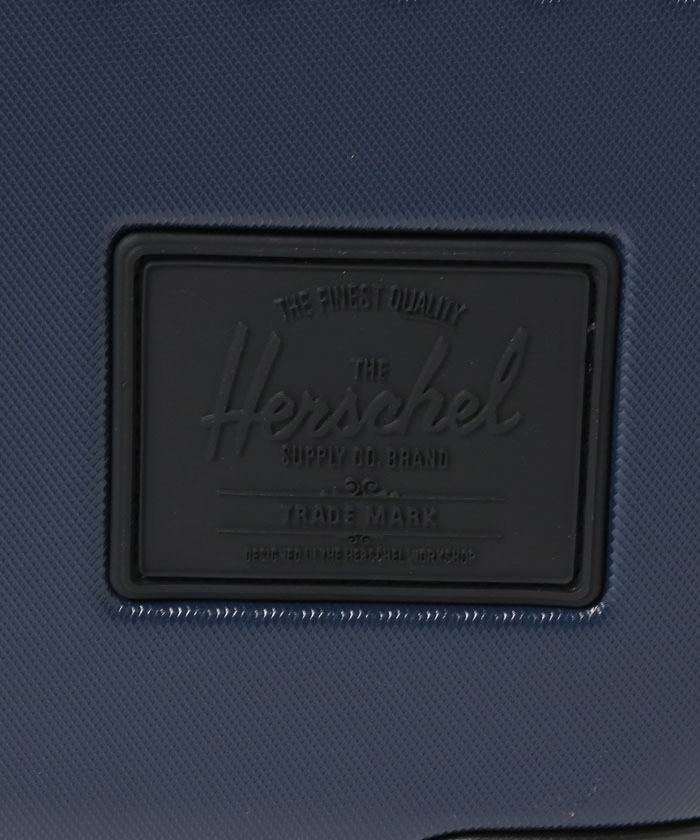 THE FINEST QUALITY
THE
Herschel
SUPPLY CO. BRAND
TRADE MARK
DESIGNED IN THE HERSCHEL WORKSHOP